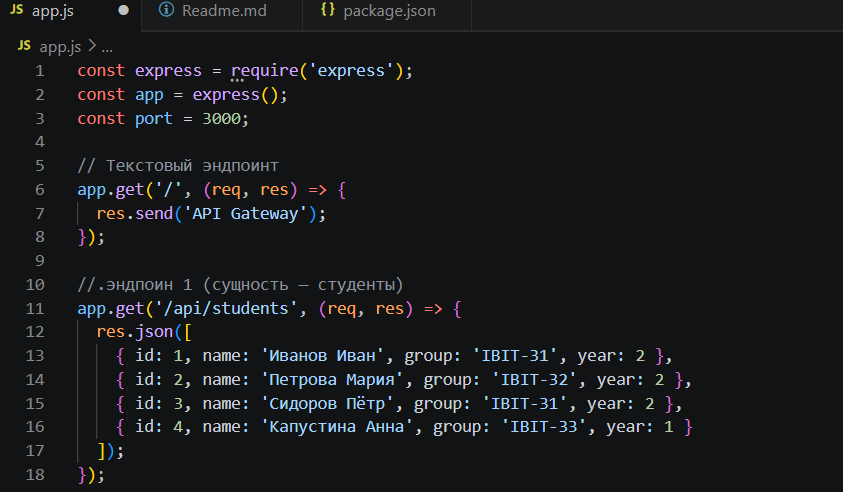 JS app.js ● Readme.md {} package.json
JS app.js > ...
1 const express = require('express');
2 const app = express();
3 const port = 3000;
4
5 // Текстовый эндпоинт
6 app.get('/', (req, res) => {
7 res.send('API Gateway');
8 });
9
10 //.эндпоин 1 (сущность — студенты)
11 app.get('/api/students', (req, res) => {
12 res.json([
13 { id: 1, name: 'Иванов Иван', group: 'IBIT-31', year: 2 },
14 { id: 2, name: 'Петрова Мария', group: 'IBIT-32', year: 2 },
15 { id: 3, name: 'Сидоров Пётр', group: 'IBIT-31', year: 2 },
16 { id: 4, name: 'Капустина Анна', group: 'IBIT-33', year: 1 }
17 ]);
18 });